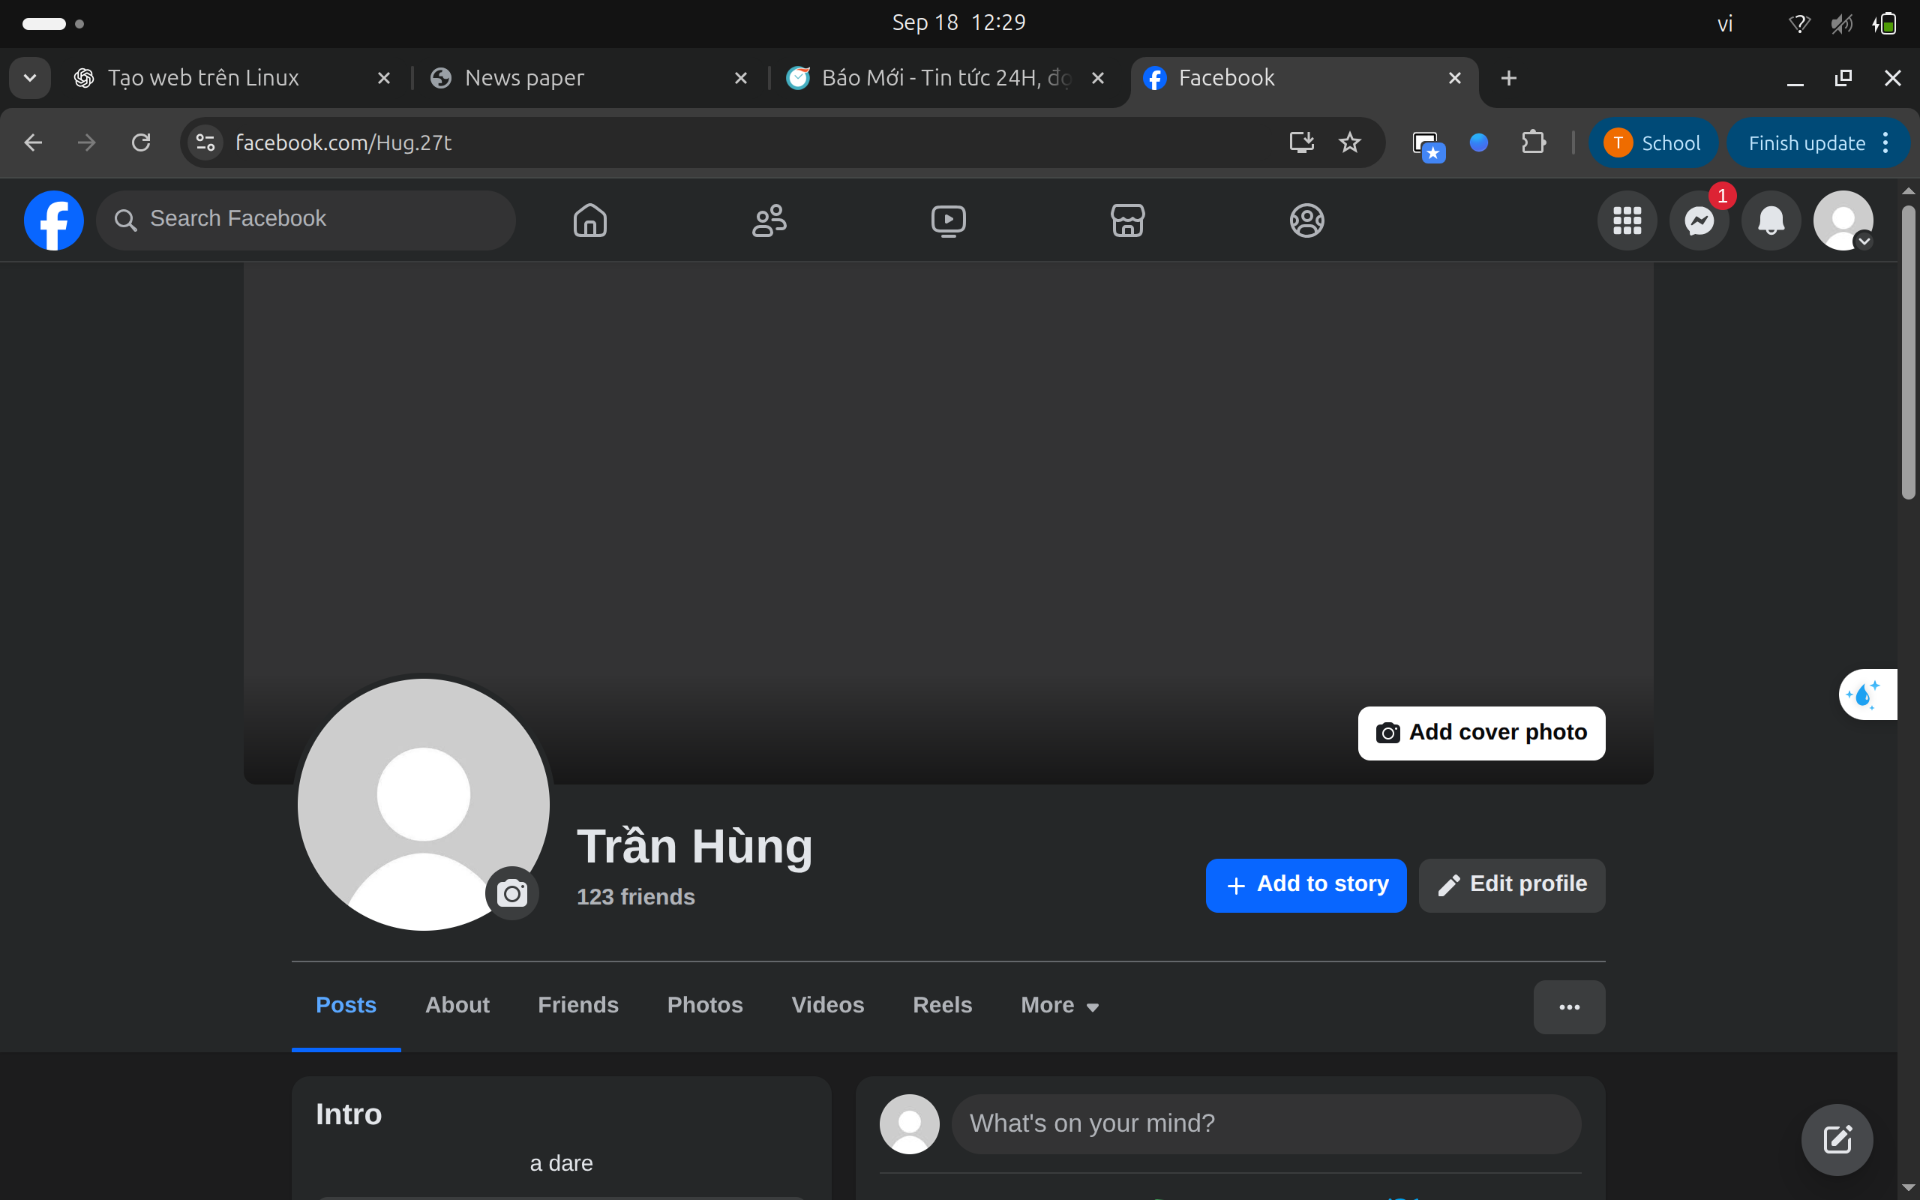 Sep 18 12:29
vi
Tạo web trên Linux
News paper
Báo Mới - Tin tức 24H, đọ
Facebook
facebook.com/Hug.27t
T School
Finish update
Search Facebook
1
Add cover photo
Trần Hùng
123 friends
Add to story
Edit profile
Posts
About
Friends
Photos
Videos
Reels
More
Intro
What's on your mind?
a dare